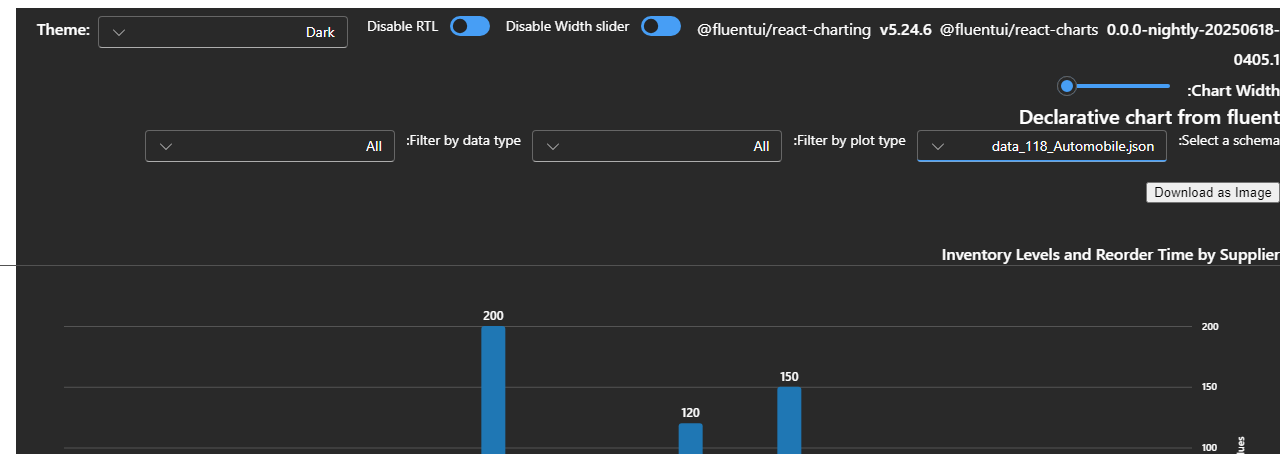 Theme: Dark Disable RTL Disable Width slider @fluentui/react-charting v5.24.6 @fluentui/react-charts 0.0.0-nightly-20250618-
0405.1
:Chart Width
Declarative chart from fluent
:Select a schema data_118_Automobile.json :Filter by plot type All :Filter by data type All
Download as Image
Inventory Levels and Reorder Time by Supplier
200
200
150
150
120
100